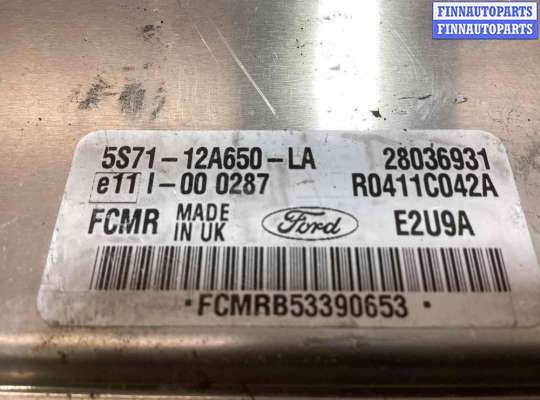 FINNAUTOPARTS
FINNAUTOPARTS
5S71-12A650-LA 28036931
e11 I-00 0287 R0411C042A
FCMR MADE IN UK Ford E2U9A
·FCMRB53390653·